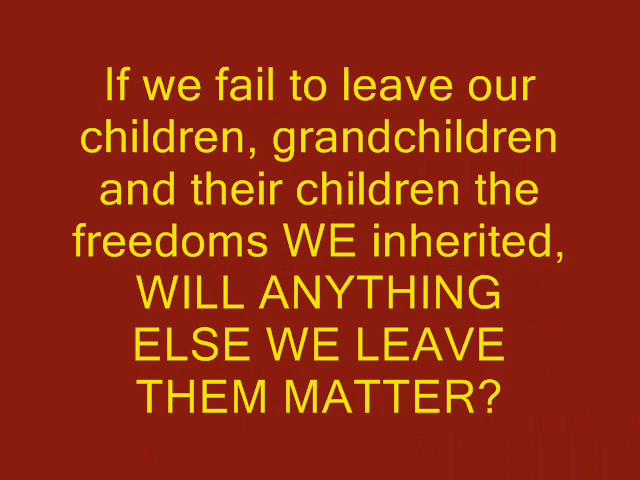 If we fail to leave our
children, grandchildren
and their children the
freedoms WE inherited,
WILL ANYTHING
ELSE WE LEAVE
THEM MATTER?